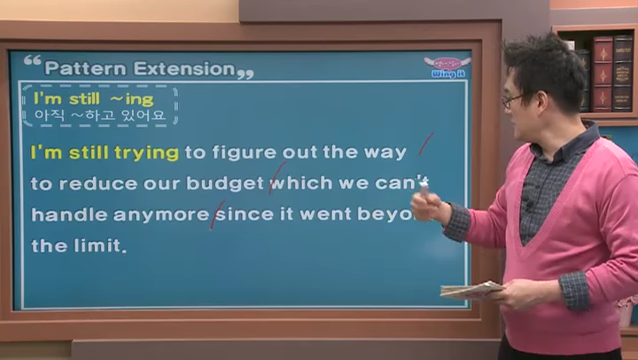 “Pattern Extension”
Wing it
I'm still ~ing
아직 ~하고 있어요
I'm still trying to figure out the way
to reduce our budget which we can't
handle anymore since it went
the limit.